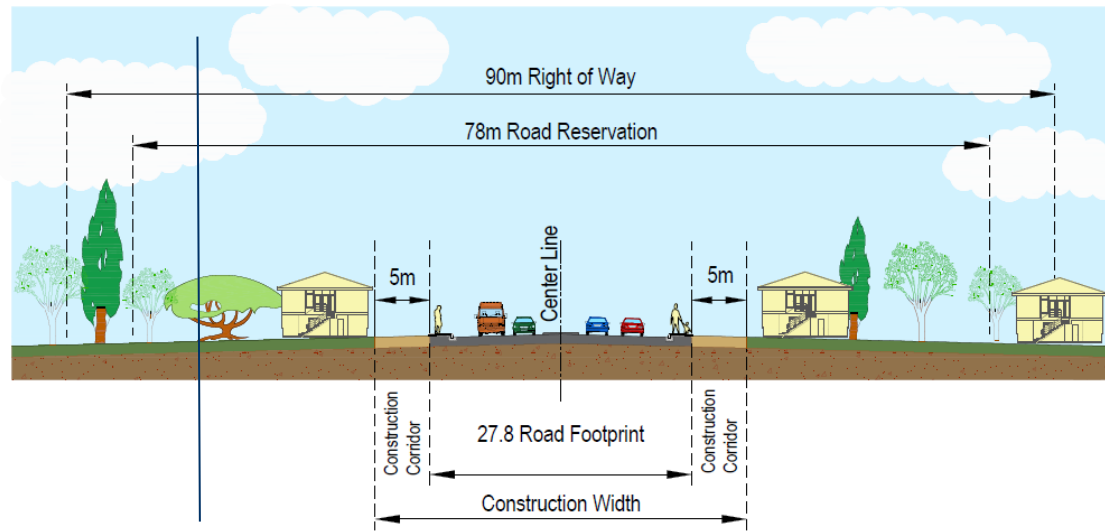 90m Right of Way
78m Road Reservation
5m
Center Line
5m
Construction
Corridor
27.8 Road Footprint
Construction
Corridor
Construction Width